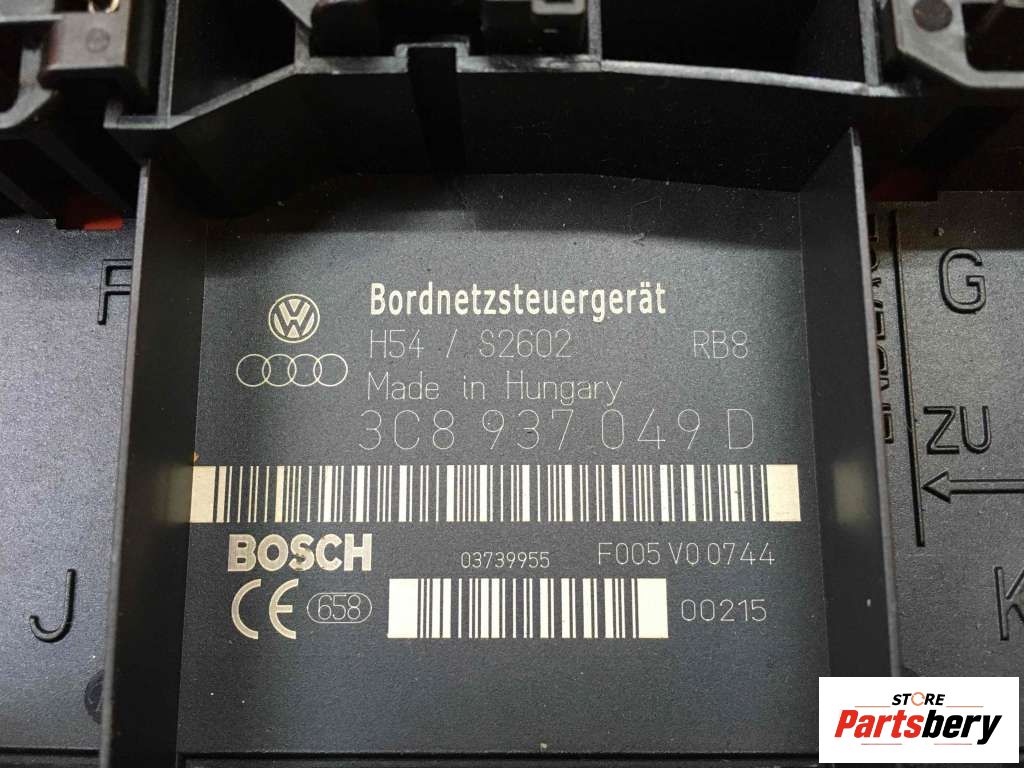 F
Bordnetzsteuergerät
H54 / S2602 RB8
Made in Hungary
3C8 937 049 D
BOSCH
03739955 F005 V0 0744
CE 658
00215
J
G
ZU
K
STORE
Partsbery